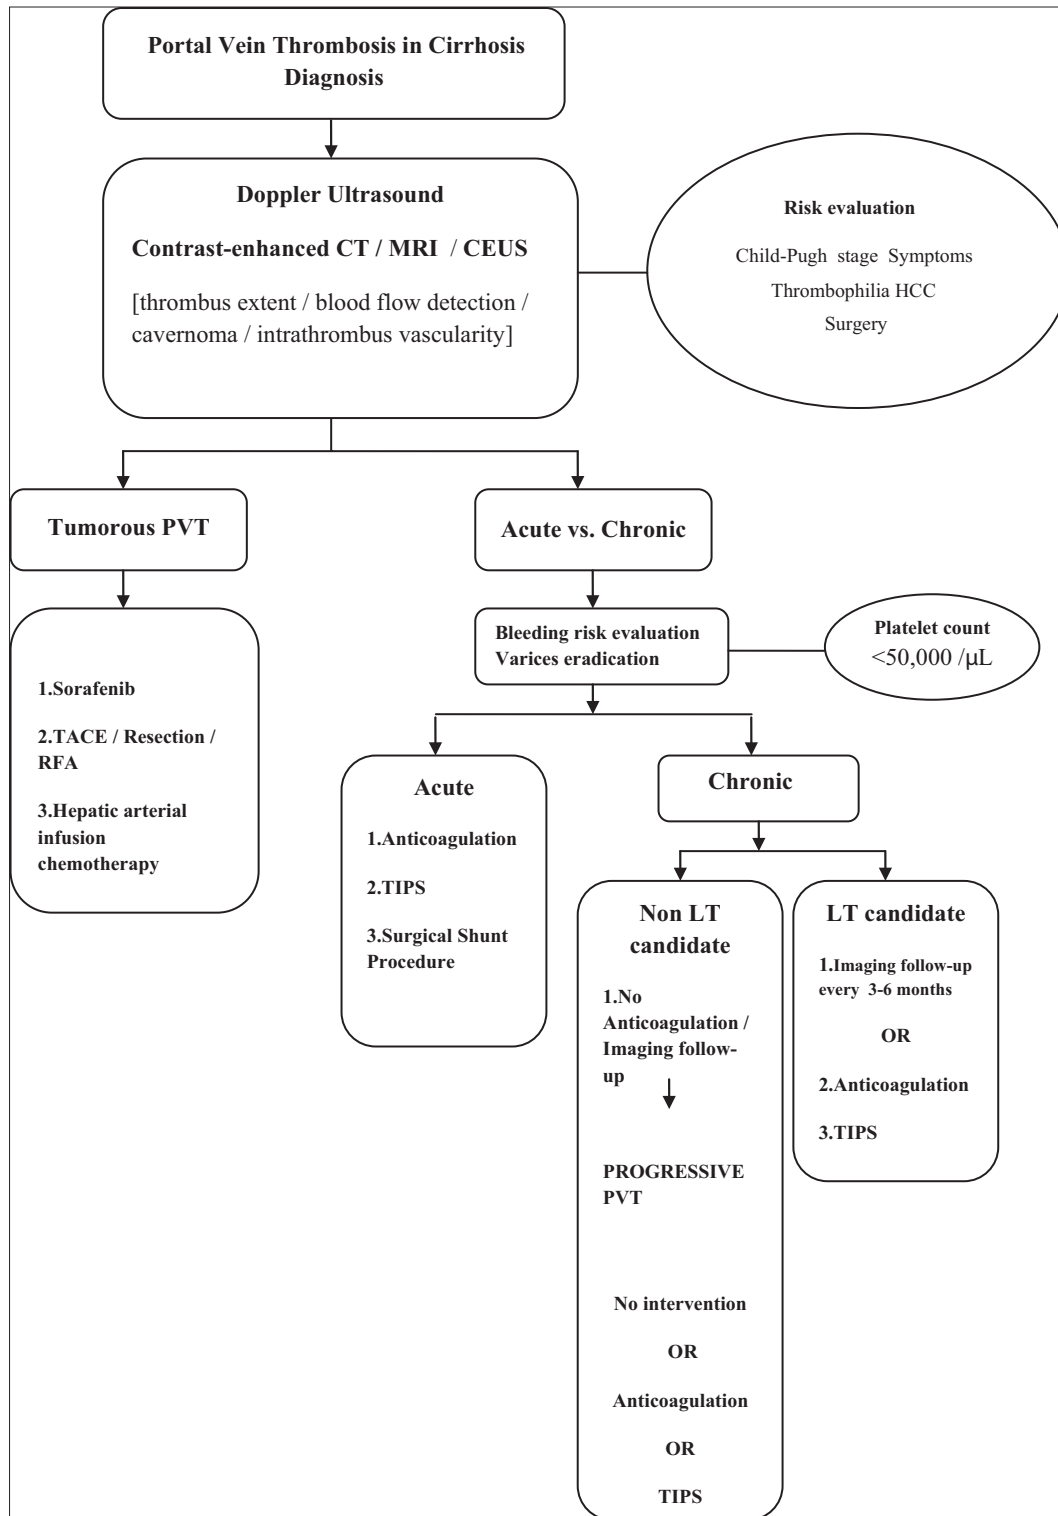 Portal Vein Thrombosis in Cirrhosis
Diagnosis
Doppler Ultrasound
Contrast-enhanced CT / MRI / CEUS
[thrombus extent / blood flow detection /
cavernoma / intrathrombus vascularity]
Risk evaluation
Child-Pugh stage Symptoms
Thrombophilia HCC
Surgery
Tumorous PVT
Acute vs. Chronic
1.Sorafenib
2.TACE / Resection /
RFA
3.Hepatic arterial
infusion
chemotherapy
Bleeding risk evaluation
Varices eradication
Platelet count
<50,000 /µL
Acute
1.Anticoagulation
2.TIPS
3.Surgical Shunt
Procedure
Chronic
Non LT
candidate
1.No
Anticoagulation /
Imaging follow-
up
PROGRESSIVE
PVT
No intervention
OR
Anticoagulation
OR
TIPS
LT candidate
1.Imaging follow-up
every 3-6 months
OR
2.Anticoagulation
3.TIPS